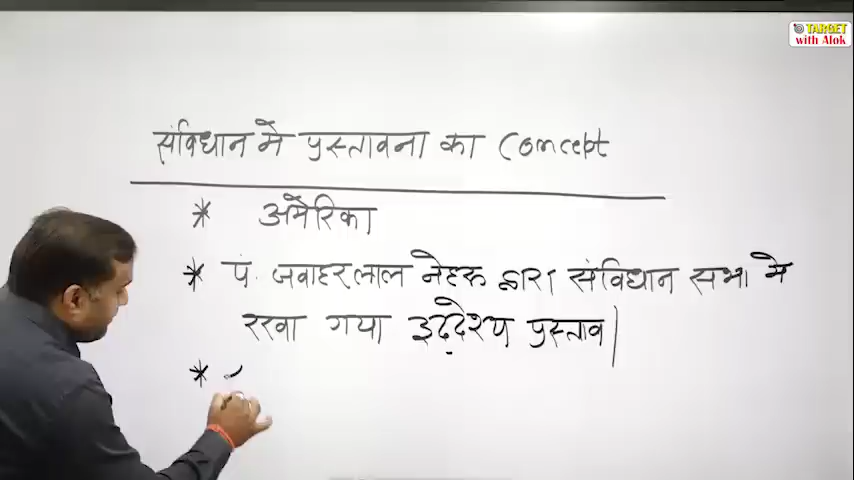 TARGET
with Alok
संविधान मे प्रस्तावना का Concept
* अमेरिका
* पं. जवाहरलाल नेहरू द्वारा संविधान सभा मे
रखा गया उद्देश्य प्रस्ताव|
*